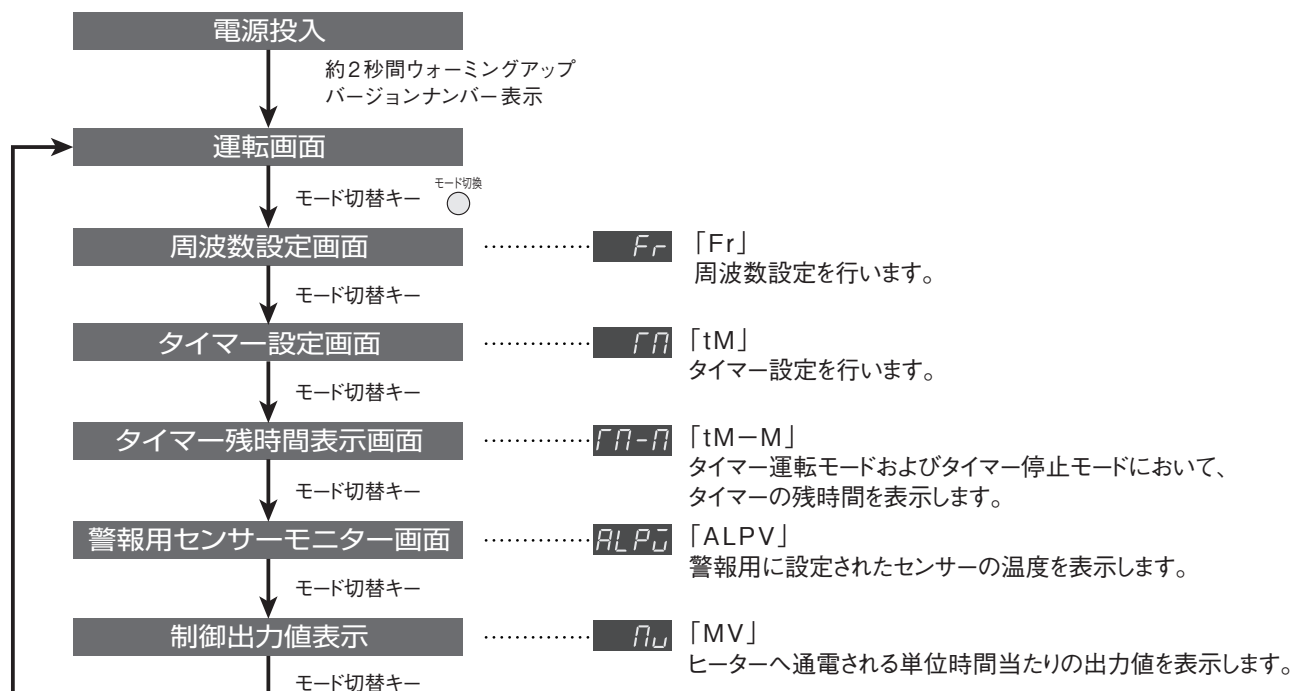 電源投入
約2秒間ウォーミングアップ
バージョンナンバー表示
運転画面
モード切替キー
モード切換
周波数設定画面
Fr
「Fr」
周波数設定を行います。
モード切替キー
タイマー設定画面
tM
「tM」
タイマー設定を行います。
モード切替キー
タイマー残時間表示画面
tM-M
「tM－M」
タイマー運転モードおよびタイマー停止モードにおいて、
タイマーの残時間を表示します。
モード切替キー
警報用センサーモニター画面
ALPV
「ALPV」
警報用に設定されたセンサーの温度を表示します。
モード切替キー
制御出力値表示
Mv
「MV」
ヒーターへ通電される単位時間当たりの出力値を表示します。
モード切替キー